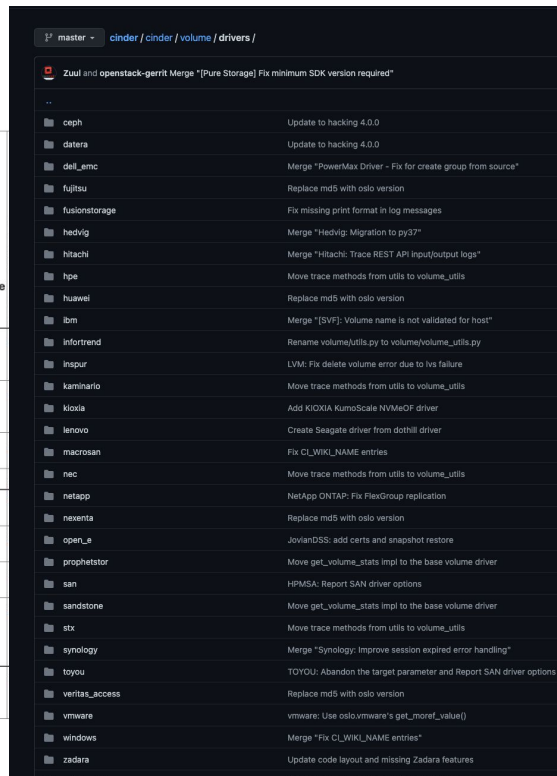 master
cinder / cinder / volume / drivers /
Zuul and openstack-gerrit Merge "[Pure Storage] Fix minimum SDK version required"
..
ceph Update to hacking 4.0.0
datera Update to hacking 4.0.0
dell_emc Merge "PowerMax Driver - Fix for create group from source"
fujitsu Replace md5 with oslo version
fusionstorage Fix missing print format in log messages
hedvig Merge "Hedvig: Migration to py37"
hitachi Merge "Hitachi: Trace REST API input/output logs"
hpe Move trace methods from utils to volume_utils
huawei Replace md5 with oslo version
ibm Merge "[SVF]: Volume name is not validated for host"
infortrend Rename volume/utils.py to volume/volume_utils.py
inspur LVM: Fix delete volume error due to lvs failure
kaminario Move trace methods from utils to volume_utils
kioxia Add KIOXIA KumoScale NVMeOF driver
lenovo Create Seagate driver from dothill driver
macrosan Fix CI_WIKI_NAME entries
nec Move trace methods from utils to volume_utils
netapp NetApp ONTAP: Fix FlexGroup replication
nexenta Replace md5 with oslo version
open_e JovianDSS: add certs and snapshot restore
prophetstor Move get_volume_stats impl to the base volume driver
san HPMSA: Report SAN driver options
sandstone Move get_volume_stats impl to the base volume driver
stx Move trace methods from utils to volume_utils
synology Merge "Synology: Improve session expired error handling"
toyou TOYOU: Abandon the target parameter and Report SAN driver options
veritas_access Replace md5 with oslo version
vmware vmware: Use oslo.vmware's get_moref_value()
windows Merge "Fix CI_WIKI_NAME entries"
zadara Update code layout and missing Zadara features